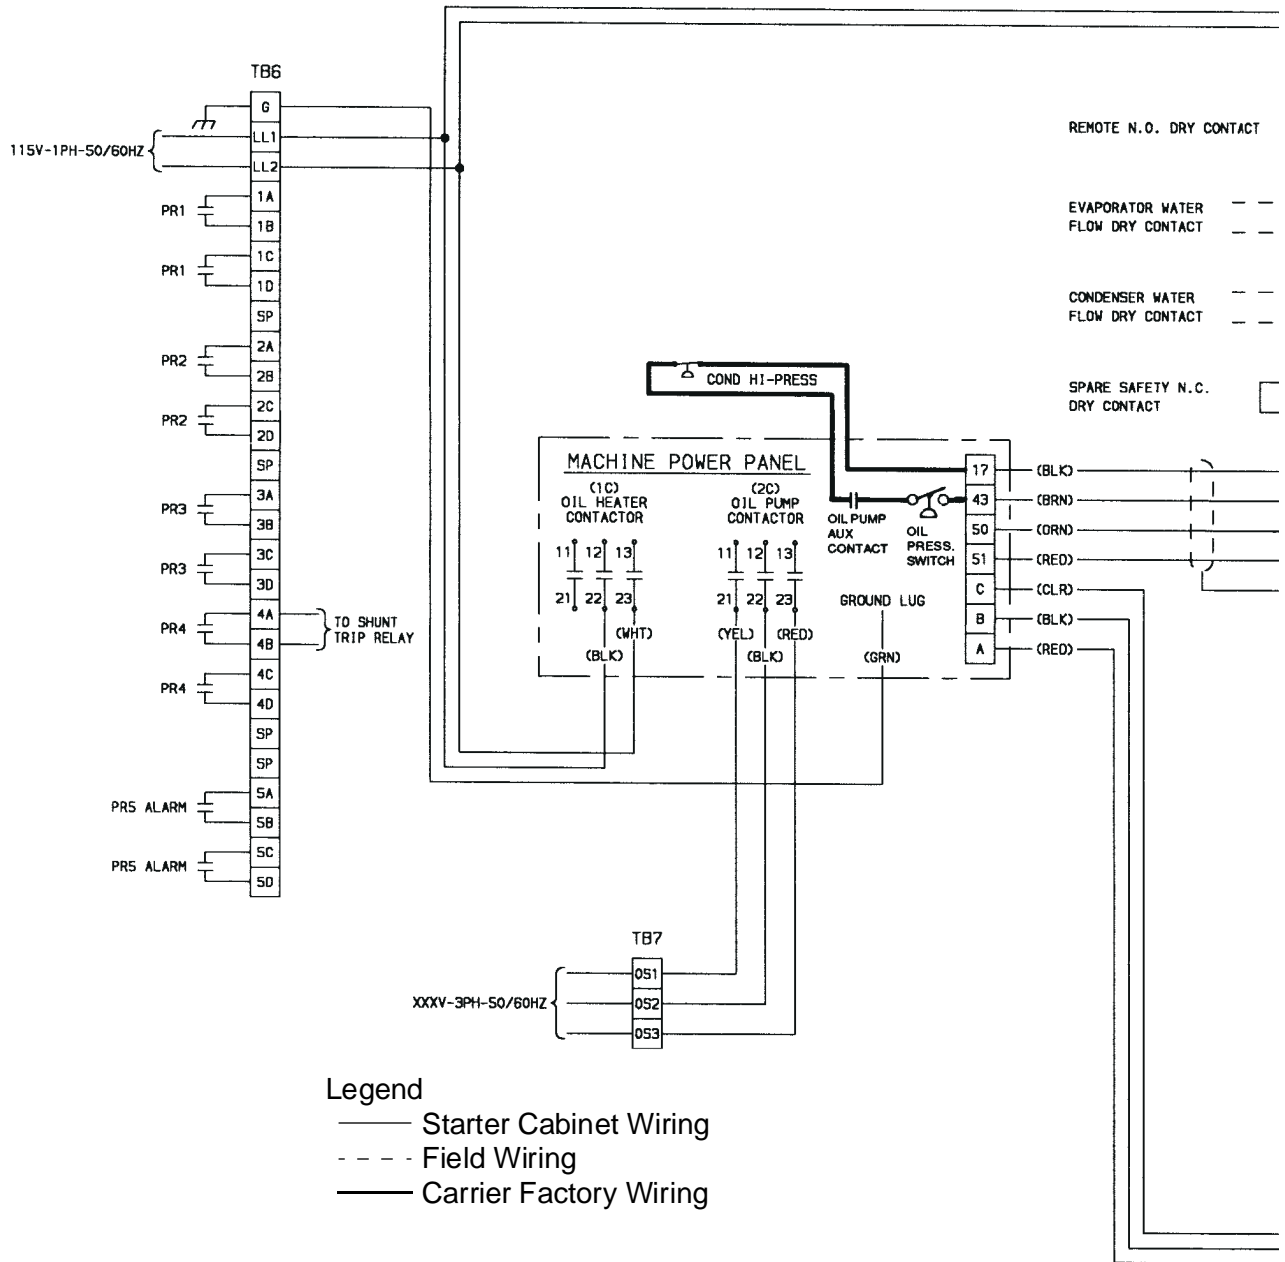 TB6
G
LL1
115V-1PH-50/60HZ
LL2
1A
PR1
1B
1C
PR1
1D
SP
2A
PR2
2B
2C
PR2
2D
SP
3A
PR3
3B
3C
PR3
3D
4A
PR4
4B
TO SHUNT
TRIP RELAY
4C
PR4
4D
SP
SP
5A
PR5 ALARM
5B
5C
PR5 ALARM
5D
REMOTE N.O. DRY CONTACT
EVAPORATOR WATER
FLOW DRY CONTACT
CONDENSER WATER
FLOW DRY CONTACT
SPARE SAFETY N.C.
DRY CONTACT
COND HI-PRESS
MACHINE POWER PANEL
(1C)
OIL HEATER
CONTACTOR
11 12 13
21 22 23
(WHT)
(BLK)
(2C)
OIL PUMP
CONTACTOR
11 12 13
21 22 23
(YEL) (RED)
(BLK)
OIL PUMP
AUX
CONTACT
OIL
PRESS.
SWITCH
GROUND LUG
(GRN)
17 (BLK)
43 (BRN)
50 (ORN)
51 (RED)
C (CLR)
B (BLK)
A (RED)
TB7
OS1
XXXV-3PH-50/60HZ
OS2
OS3
Legend
Starter Cabinet Wiring
Field Wiring
Carrier Factory Wiring